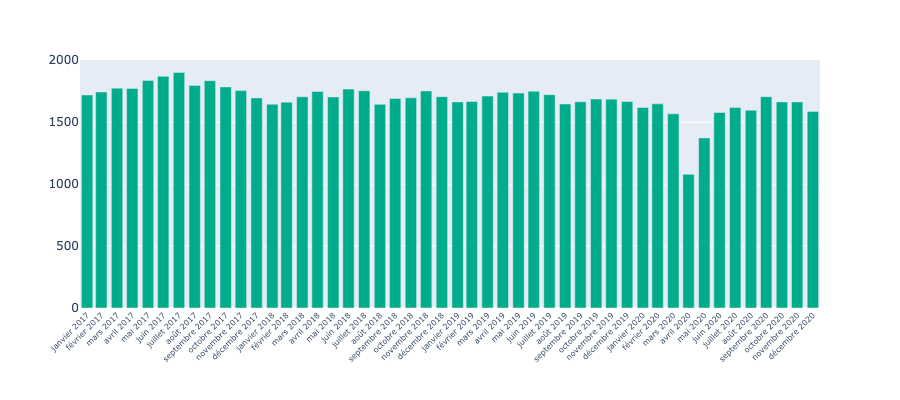 2000
1500
1000
500
0
janvier 2017
février 2017
mars 2017
avril 2017
mai 2017
juin 2017
juillet 2017
août 2017
septembre 2017
octobre 2017
novembre 2017
décembre 2017
janvier 2018
février 2018
mars 2018
avril 2018
mai 2018
juin 2018
juillet 2018
août 2018
septembre 2018
octobre 2018
novembre 2018
décembre 2018
janvier 2019
février 2019
mars 2019
avril 2019
mai 2019
juin 2019
juillet 2019
août 2019
septembre 2019
octobre 2019
novembre 2019
décembre 2019
janvier 2020
février 2020
mars 2020
avril 2020
mai 2020
juin 2020
juillet 2020
août 2020
septembre 2020
octobre 2020
novembre 2020
décembre 2020